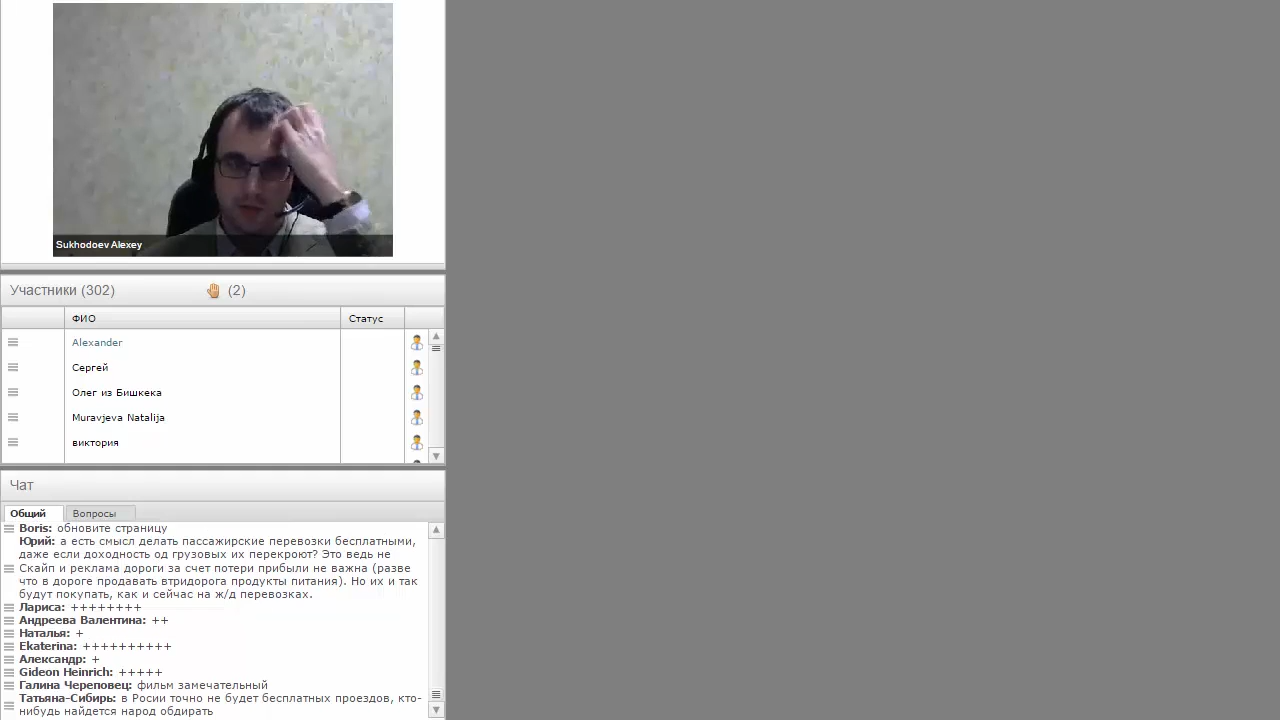 Sukhodoev Alexey
Участники (302) (2)
ФИО Статус
Alexander
Сергей
Олег из Бишкека
Muravjeva Natalija
виктория
Чат
Общий Вопросы
Boris: обновите страницу
Юрий: а есть смысл делать пассажирские перевозки бесплатными,
даже если доходность од грузовых их перекроют? Это ведь не
Скайп и реклама дороги за счет потери прибыли не важна (разве
что в дороге продавать втридорога продукты питания). Но их и так
будут покупать, как и сейчас на ж/д перевозках.
Лариса: ++++++++
Андреева Валентина: ++
Наталья: +
Ekaterina: ++++++++++
Александр: +
Gideon Heinrich: +++++
Галина Череповец: фильм замечательный
Татьяна-Сибирь: в Росии точно не будет бесплатных проездов, кто-
нибудь найдется народ обдирать